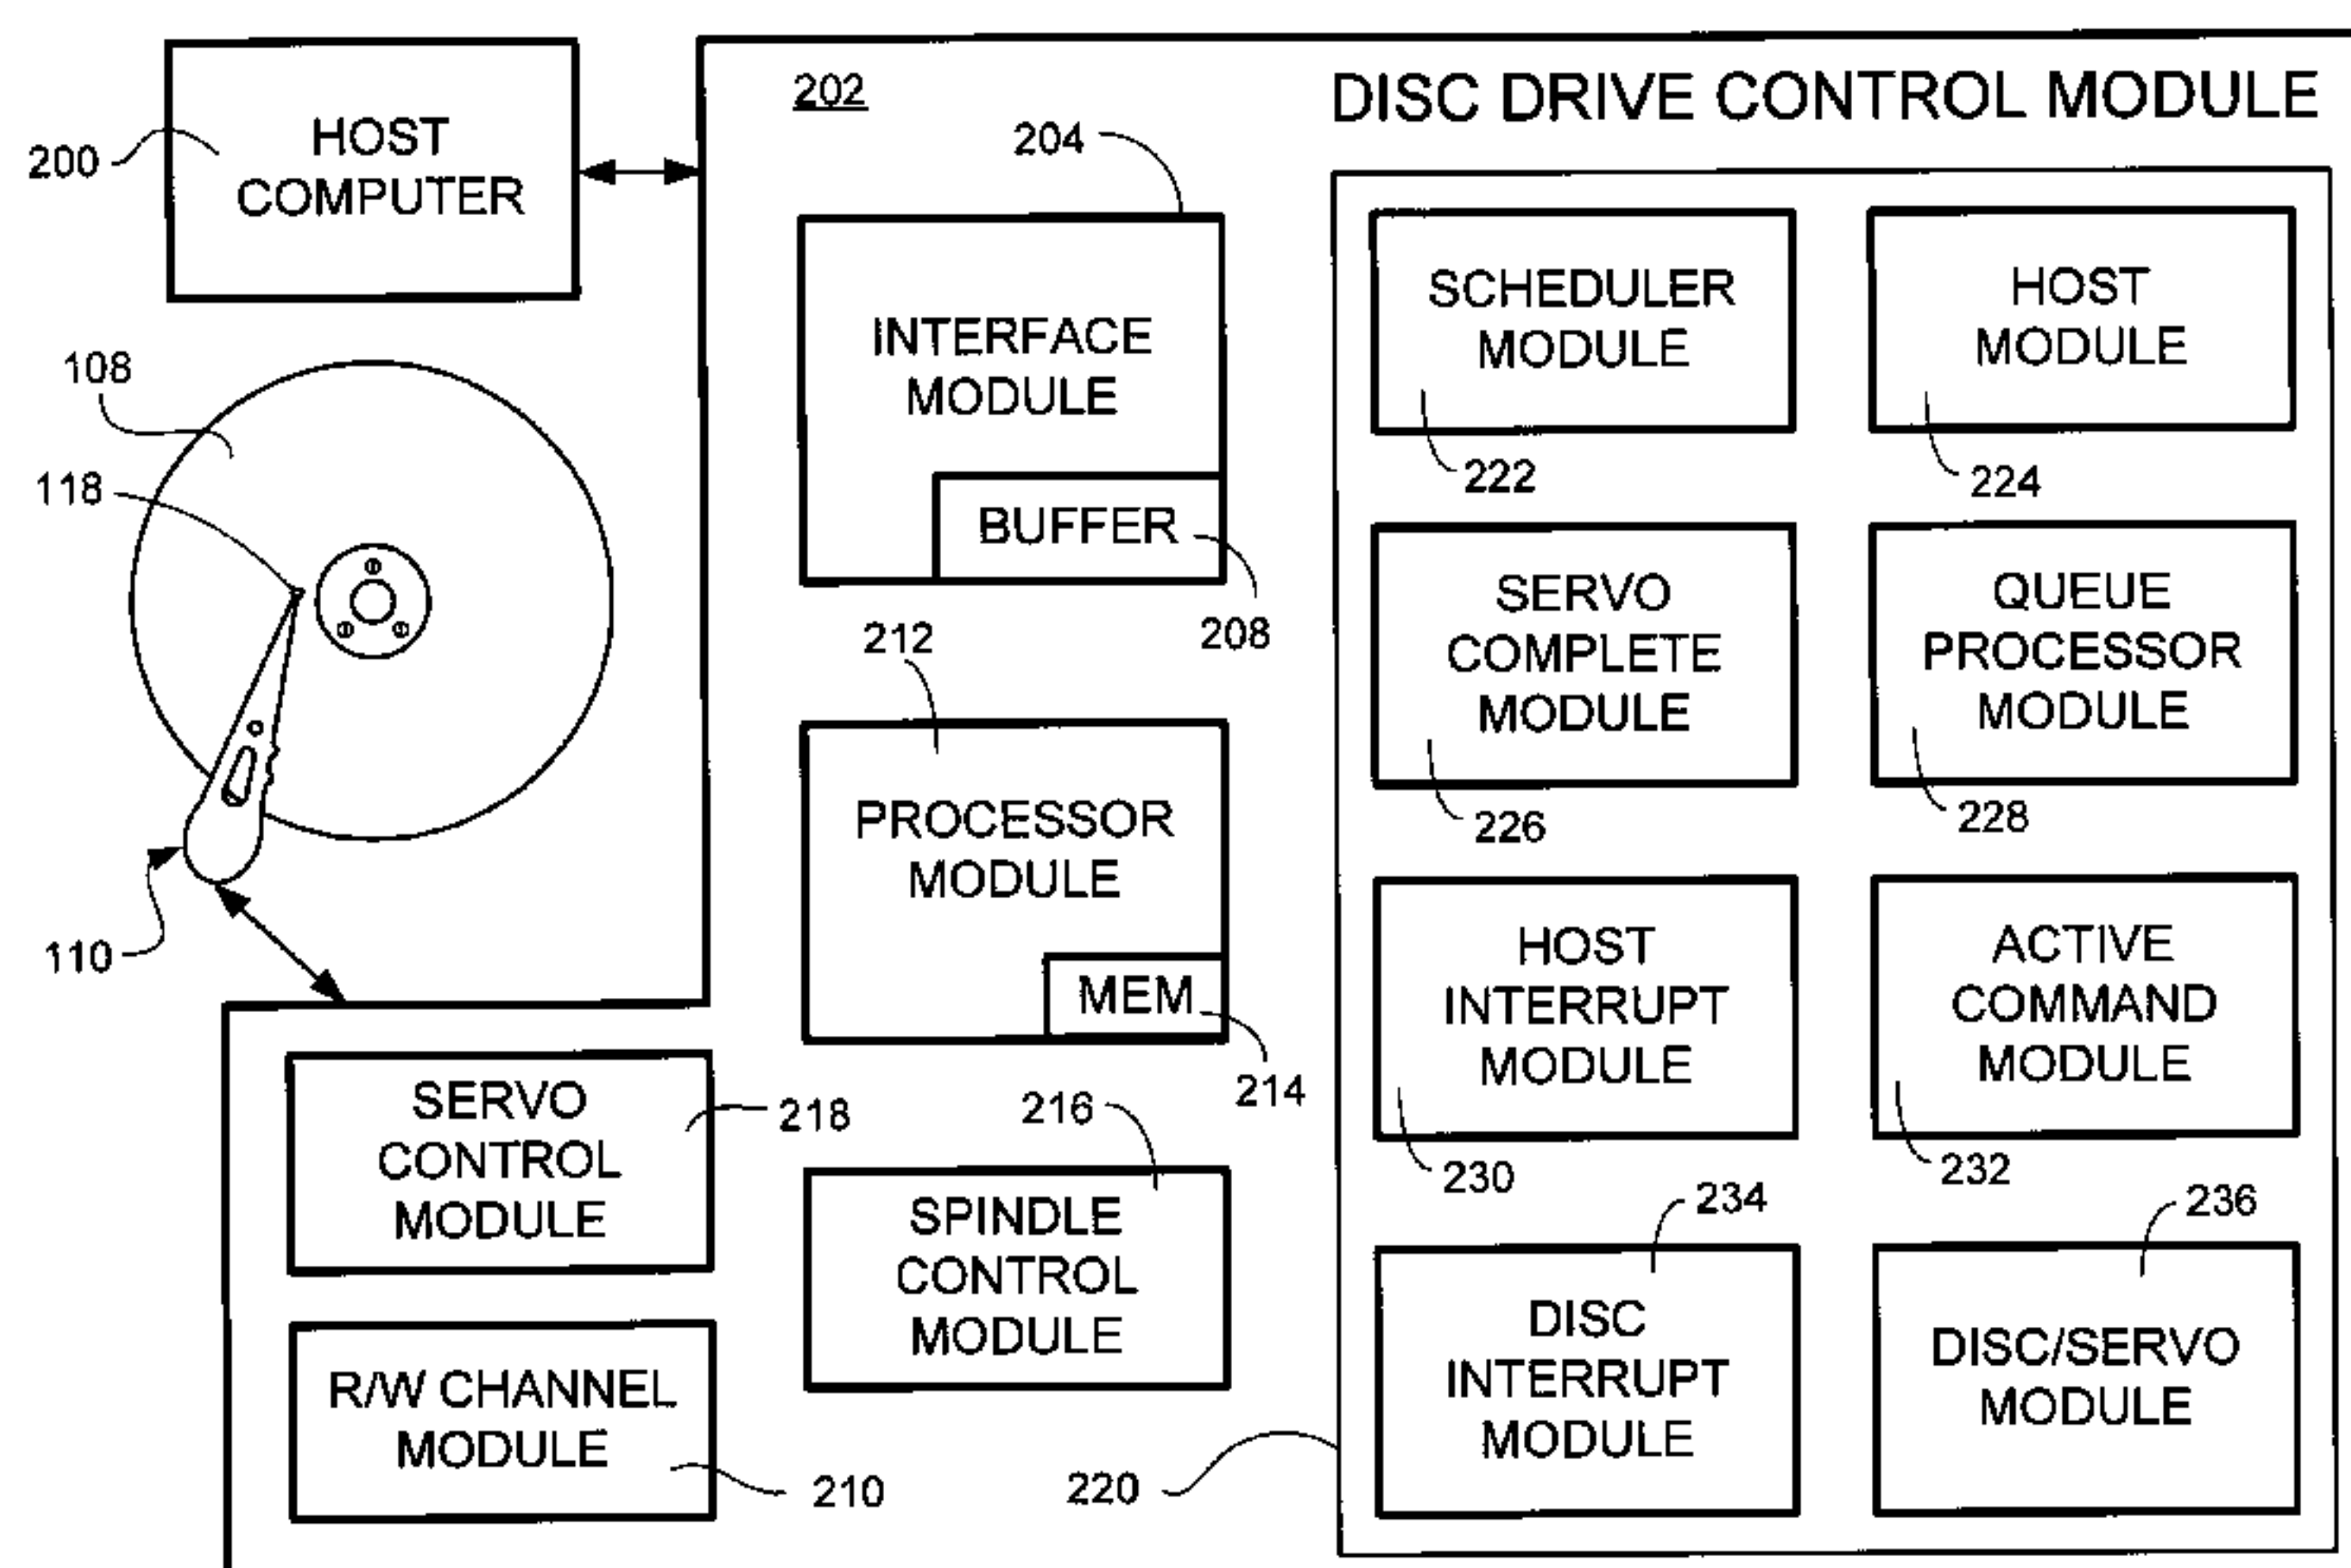 202
DISC DRIVE CONTROL MODULE
200
HOST
COMPUTER
108
118
110
204
INTERFACE
MODULE
BUFFER
208
212
PROCESSOR
MODULE
MEM
214
SERVO
CONTROL
MODULE
218
R/W CHANNEL
MODULE
210
216
SPINDLE
CONTROL
MODULE
220
SCHEDULER
MODULE
222
HOST
MODULE
224
SERVO
COMPLETE
MODULE
226
QUEUE
PROCESSOR
MODULE
228
HOST
INTERRUPT
MODULE
230
ACTIVE
COMMAND
MODULE
232
234
DISC
INTERRUPT
MODULE
236
DISC/SERVO
MODULE